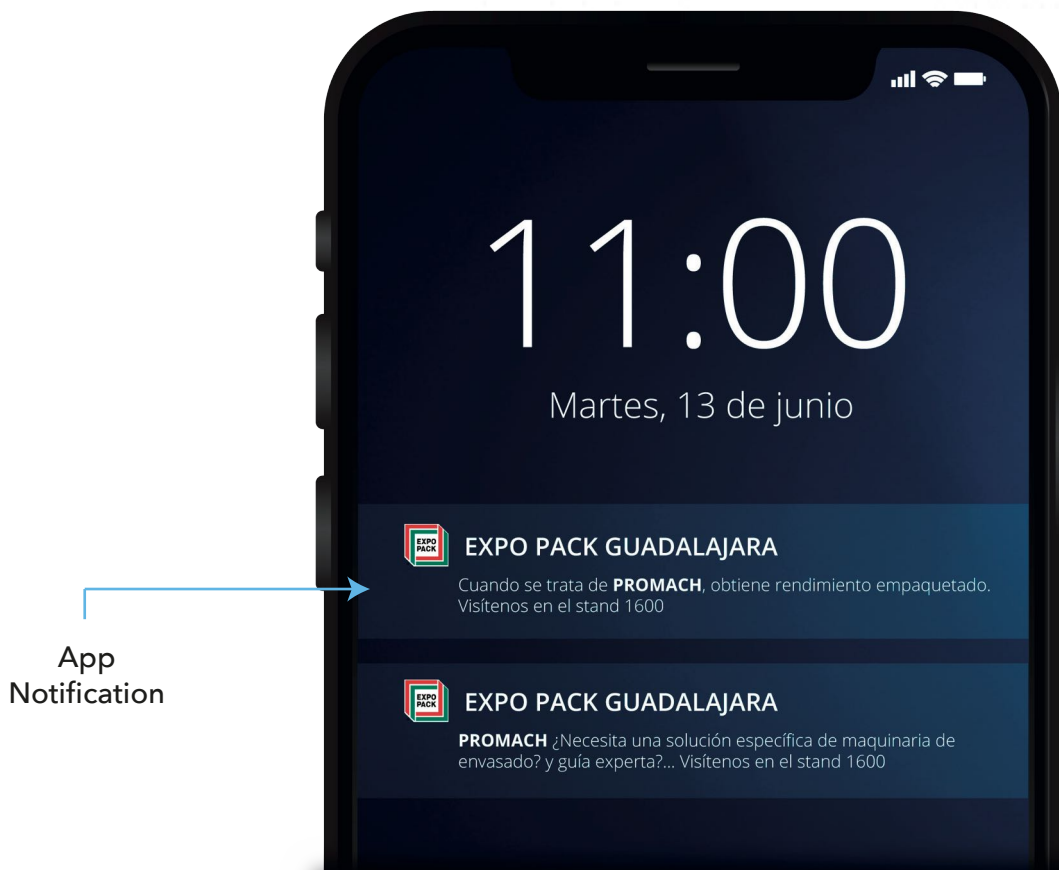 11:00
Martes, 13 de junio
EXPO
PACK
EXPO PACK GUADALAJARA
Cuando se trata de PROMACH, obtiene rendimiento empaquetado.
Visítenos en el stand 1600
App
Notification
EXPO
PACK
EXPO PACK GUADALAJARA
PROMACH ¿Necesita una solución específica de maquinaria de
envasado? y guía experta?... Visítenos en el stand 1600